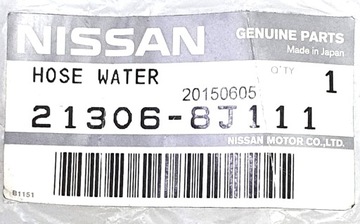 NISSAN GENUINE PARTS
Made in Japan
HOSE WATER Q'TY 1
20150605
21306-8J111
NISSAN MOTOR CO.,LTD.
B1151